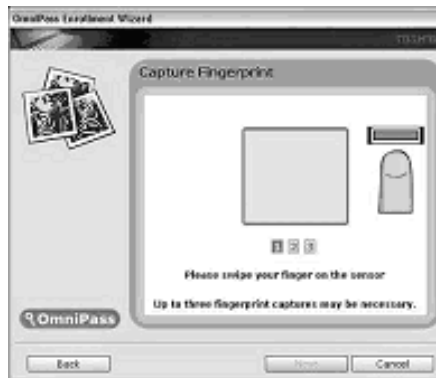 OmniPass Enrollment Wizard
Capture Fingerprint
1 2 3
Please swipe your finger on the sensor
Up to three fingerprint captures may be necessary.
OmniPass
Back Next Cancel